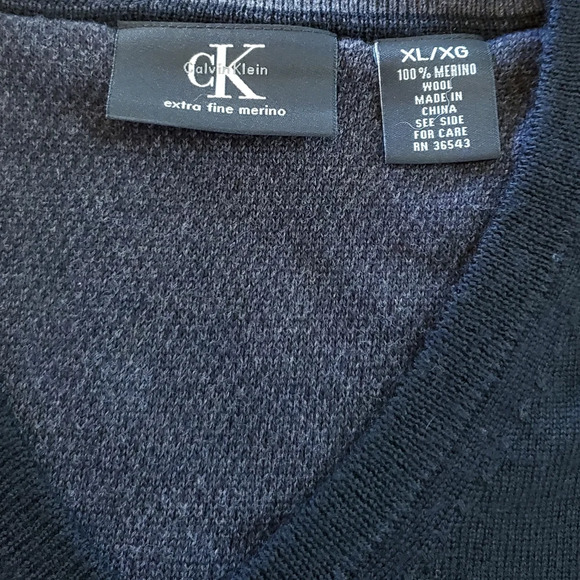 CK
Calvin Klein
extra fine merino
XL/XG
100% MERINO
WOOL
MADE IN
CHINA
SEE SIDE
FOR CARE
RN 36543